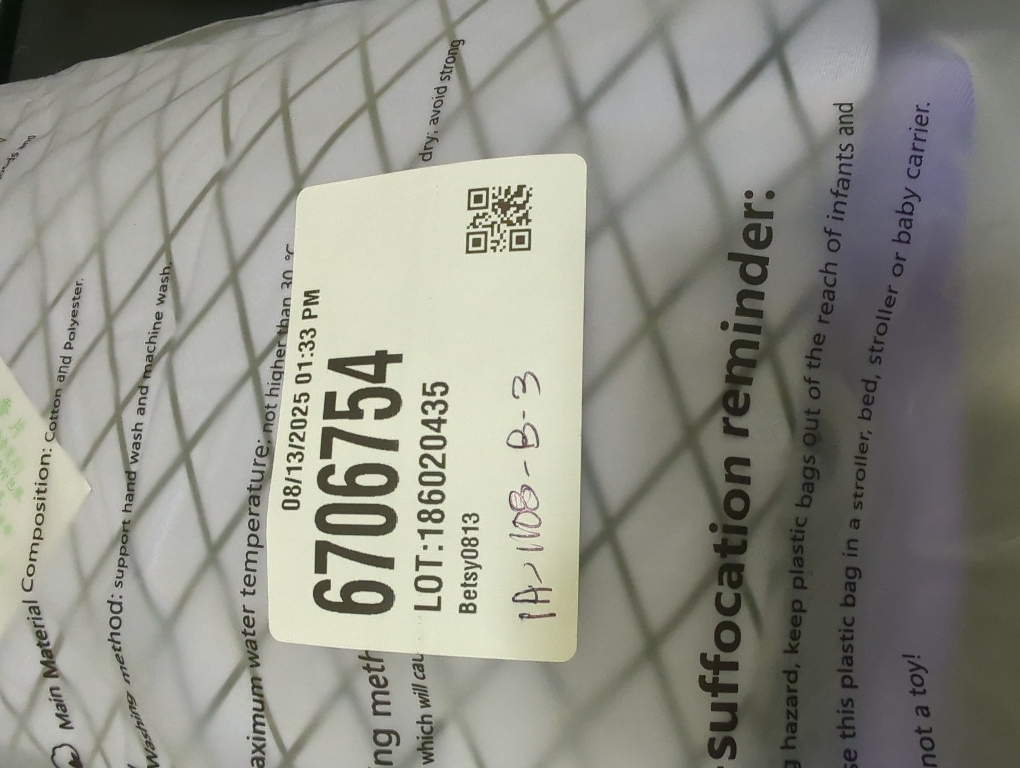 Main Material Composition: Cotton and Polyester.
Washing method: support hand wash and machine wash.
aximum water temperature: not higher than 30 °C
ing meth
dry; avoid strong
which will cau
08/13/2025 01:33 PM
6706754
LOT:1860020435
Betsy0813
1A-1108-B-3
suffocation reminder:
g hazard, keep plastic bags out of the reach of infants and
se this plastic bag in a stroller, bed, stroller or baby carrier.
not a toy!